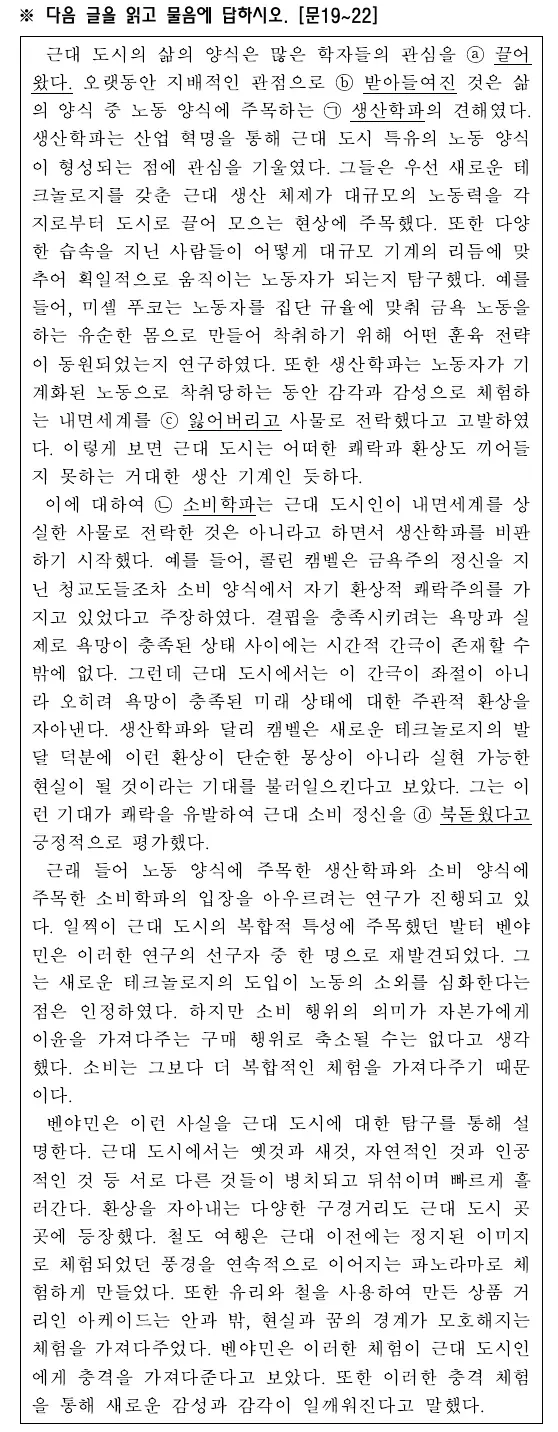 ※ 다음 글을 읽고 물음에 답하시오. [문19~22]
근대 도시의 삶의 양식은 많은 학자들의 관심을 ⓐ 끌어
왔다. 오랫동안 지배적인 관점으로 ⓑ 받아들여진 것은 삶
의 양식 중 노동 양식에 주목하는 ㉠ 생산학파의 견해였다.
생산학파는 산업 혁명을 통해 근대 도시 특유의 노동 양식
이 형성되는 점에 관심을 기울였다. 그들은 우선 새로운 테
크놀로지를 갖춘 근대 생산 체제가 대규모의 노동력을 각
지로부터 도시로 끌어 모으는 현상에 주목했다. 또한 다양
한 습속을 지닌 사람들이 어떻게 대규모 기계의 리듬에 맞
추어 획일적으로 움직이는 노동자가 되는지 탐구했다. 예를
들어, 미셸 푸코는 노동자를 집단 규율에 맞춰 금욕 노동을
하는 유순한 몸으로 만들어 착취하기 위해 어떤 훈육 전략
이 동원되었는지 연구하였다. 또한 생산학파는 노동자가 기
계화된 노동으로 착취당하는 동안 감각과 감성으로 체험하
는 내면세계를 ⓒ 잃어버리고 사물로 전락했다고 고발하였
다. 이렇게 보면 근대 도시는 어떠한 쾌락과 환상도 끼어들
지 못하는 거대한 생산 기계인 듯하다.
이에 대하여 ㉡ 소비학파는 근대 도시인이 내면세계를 상
실한 사물로 전락한 것은 아니라고 하면서 생산학파를 비판
하기 시작했다. 예를 들어, 콜린 캠벨은 금욕주의 정신을 지
닌 청교도들조차 소비 양식에서 자기 환상적 쾌락주의를 가
지고 있었다고 주장하였다. 결핍을 충족시키려는 욕망과 실
제로 욕망이 충족된 상태 사이에는 시간적 간극이 존재할 수
밖에 없다. 그런데 근대 도시에서는 이 간극이 좌절이 아니
라 오히려 욕망이 충족된 미래 상태에 대한 주관적 환상을
자아낸다. 생산학파와 달리 캠벨은 새로운 테크놀로지의 발
달 덕분에 이런 환상이 단순한 몽상이 아니라 실현 가능한
현실이 될 것이라는 기대를 불러일으킨다고 보았다. 그는 이
런 기대가 쾌락을 유발하여 근대 소비 정신을 ⓓ 북돋웠다고
긍정적으로 평가했다.
근래 들어 노동 양식에 주목한 생산학파와 소비 양식에
주목한 소비학파의 입장을 아우르려는 연구가 진행되고 있
다. 일찍이 근대 도시의 복합적 특성에 주목했던 발터 벤야
민은 이러한 연구의 선구자 중 한 명으로 재발견되었다. 그
는 새로운 테크놀로지의 도입이 노동의 소외를 심화한다는
점은 인정하였다. 하지만 소비 행위의 의미가 자본가에게
이윤을 가져다주는 구매 행위로 축소될 수는 없다고 생각
했다. 소비는 그보다 더 복합적인 체험을 가져다주기 때문
이다.
벤야민은 이런 사실을 근대 도시에 대한 탐구를 통해 설
명한다. 근대 도시에서는 옛것과 새것, 자연적인 것과 인공
적인 것 등 서로 다른 것들이 병치되고 뒤섞이며 빠르게 흘
러간다. 환상을 자아내는 다양한 구경거리도 근대 도시 곳
곳에 등장했다. 철도 여행은 근대 이전에는 정지된 이미지
로 체험되었던 풍경을 연속적으로 이어지는 파노라마로 체
험하게 만들었다. 또한 유리와 철을 사용하여 만든 상품 거
리인 아케이드는 안과 밖, 현실과 꿈의 경계가 모호해지는
체험을 가져다주었다. 벤야민은 이러한 체험이 근대 도시인
에게 충격을 가져다준다고 보았다. 또한 이러한 충격 체험
을 통해 새로운 감성과 감각이 일깨워진다고 말했다.